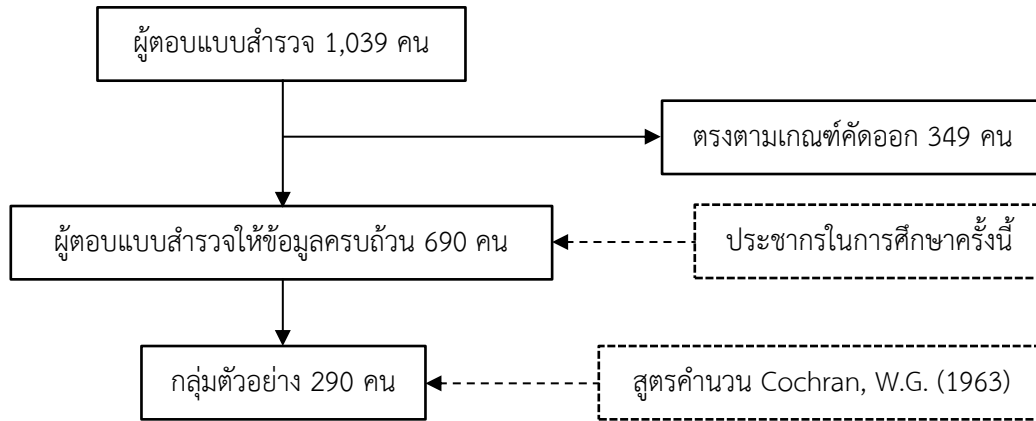 ผู้ตอบแบบสำรวจ 1,039 คน
ตรงตามเกณฑ์คัดออก 349 คน
ผู้ตอบแบบสำรวจให้ข้อมูลครบถ้วน 690 คน
ประชากรในการศึกษาครั้งนี้
กลุ่มตัวอย่าง 290 คน
สูตรคำนวน Cochran, W.G. (1963)